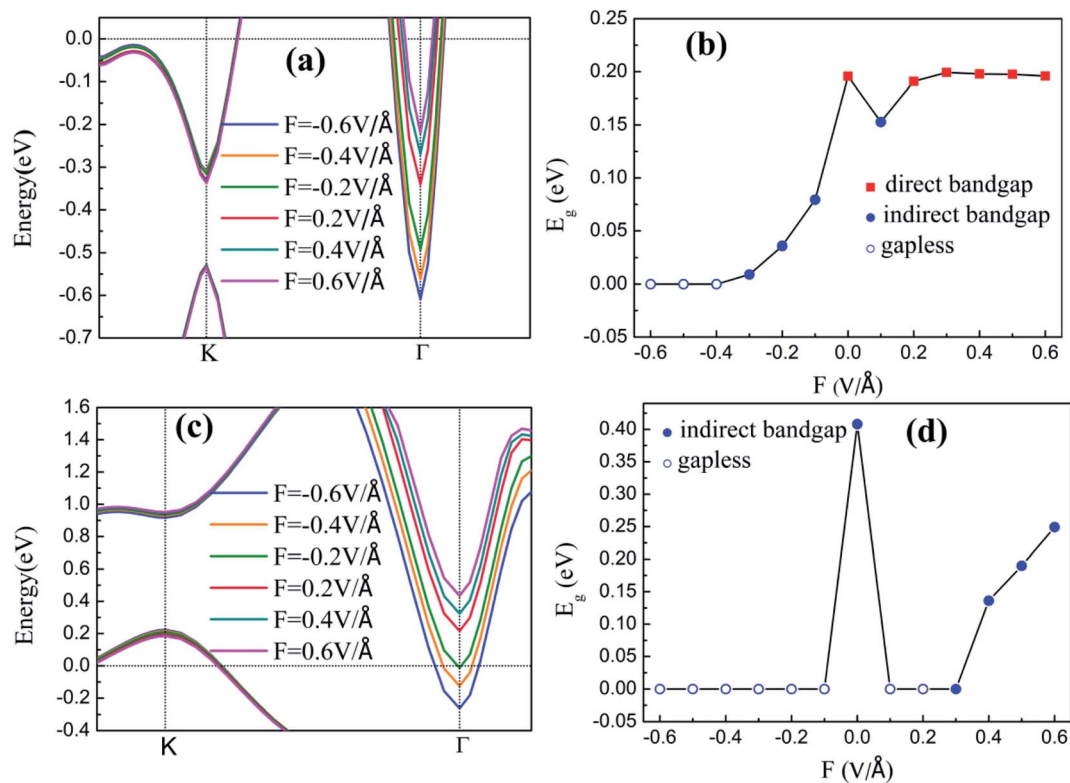 (a)
0.0
-0.1
-0.2
-0.3
-0.4
-0.5
-0.6
-0.7
Energy(eV)
F=-0.6V/Å
F=-0.4V/Å
F=-0.2V/Å
F=0.2V/Å
F=0.4V/Å
F=0.6V/Å
K
Γ
(b)
0.25
0.20
0.15
0.10
0.05
0.00
-0.05
E_g (eV)
direct bandgap
indirect bandgap
gapless
-0.6
-0.4
-0.2
0.0
0.2
0.4
0.6
F (V/Å)
(c)
1.6
1.4
1.2
1.0
0.8
0.6
0.4
0.2
0.0
-0.2
-0.4
Energy(eV)
F=-0.6V/Å
F=-0.4V/Å
F=-0.2V/Å
F=0.2V/Å
F=0.4V/Å
F=0.6V/Å
K
Γ
(d)
indirect bandgap
gapless
0.40
0.35
0.30
0.25
0.20
0.15
0.10
0.05
0.00
-0.05
E_g (eV)
-0.6
-0.4
-0.2
0.0
0.2
0.4
0.6
F (V/Å)